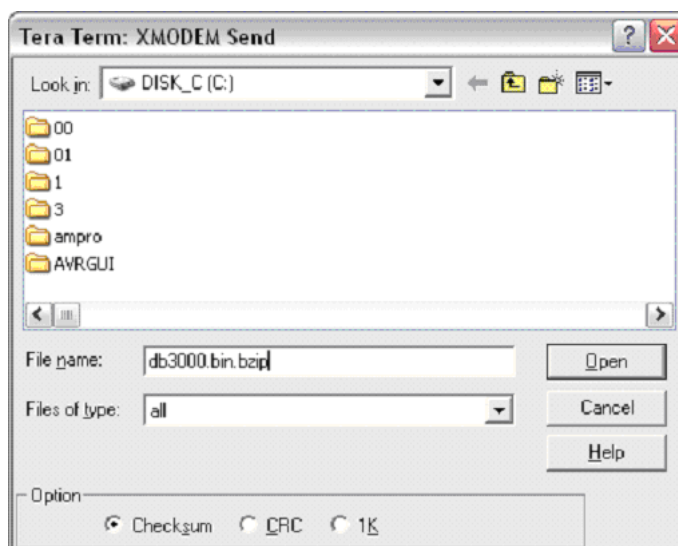 Tera Term: XMODEM Send
Look in: DISK_C (C:)
00
01
1
3
ampro
AVRGUI
File name: db3000.bin.bzip Open
Files of type: all Cancel
Help
Option
Checksum CRC 1K